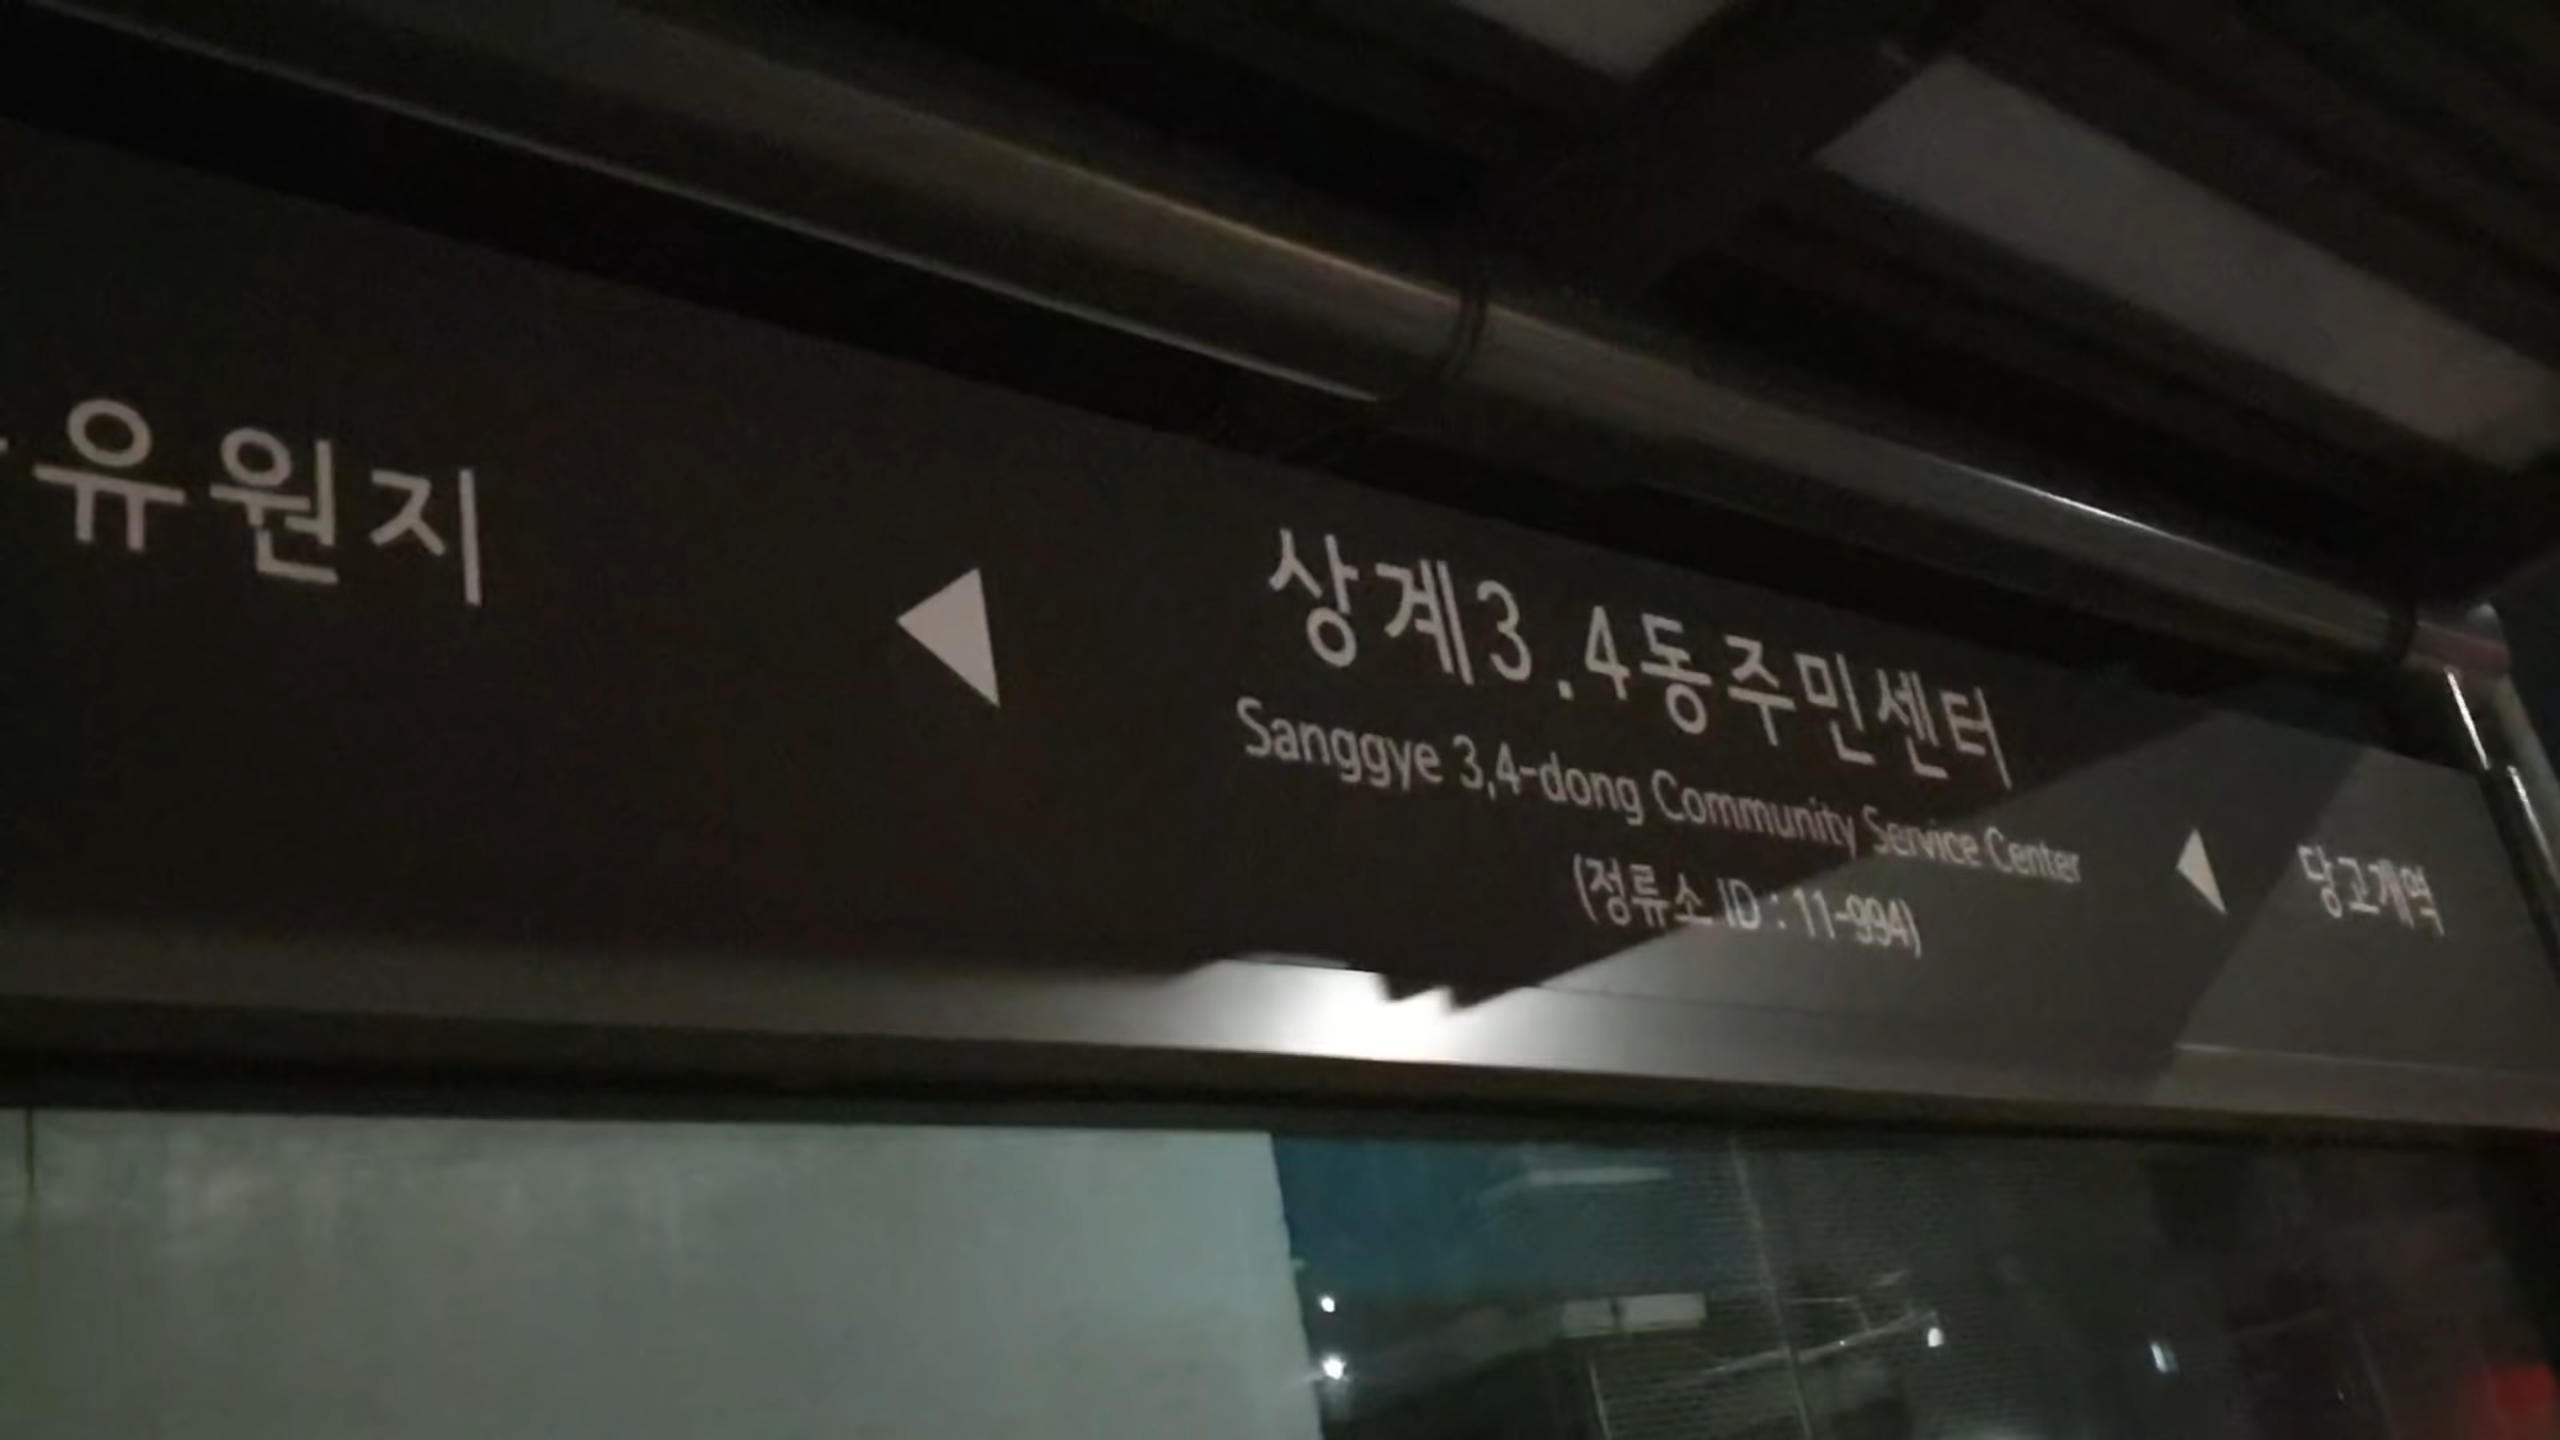 유원지
◀
상계3.4동주민센터
Sanggye 3,4-dong Community Service Center
(정류소 ID : 11-994)
◀
당고개역